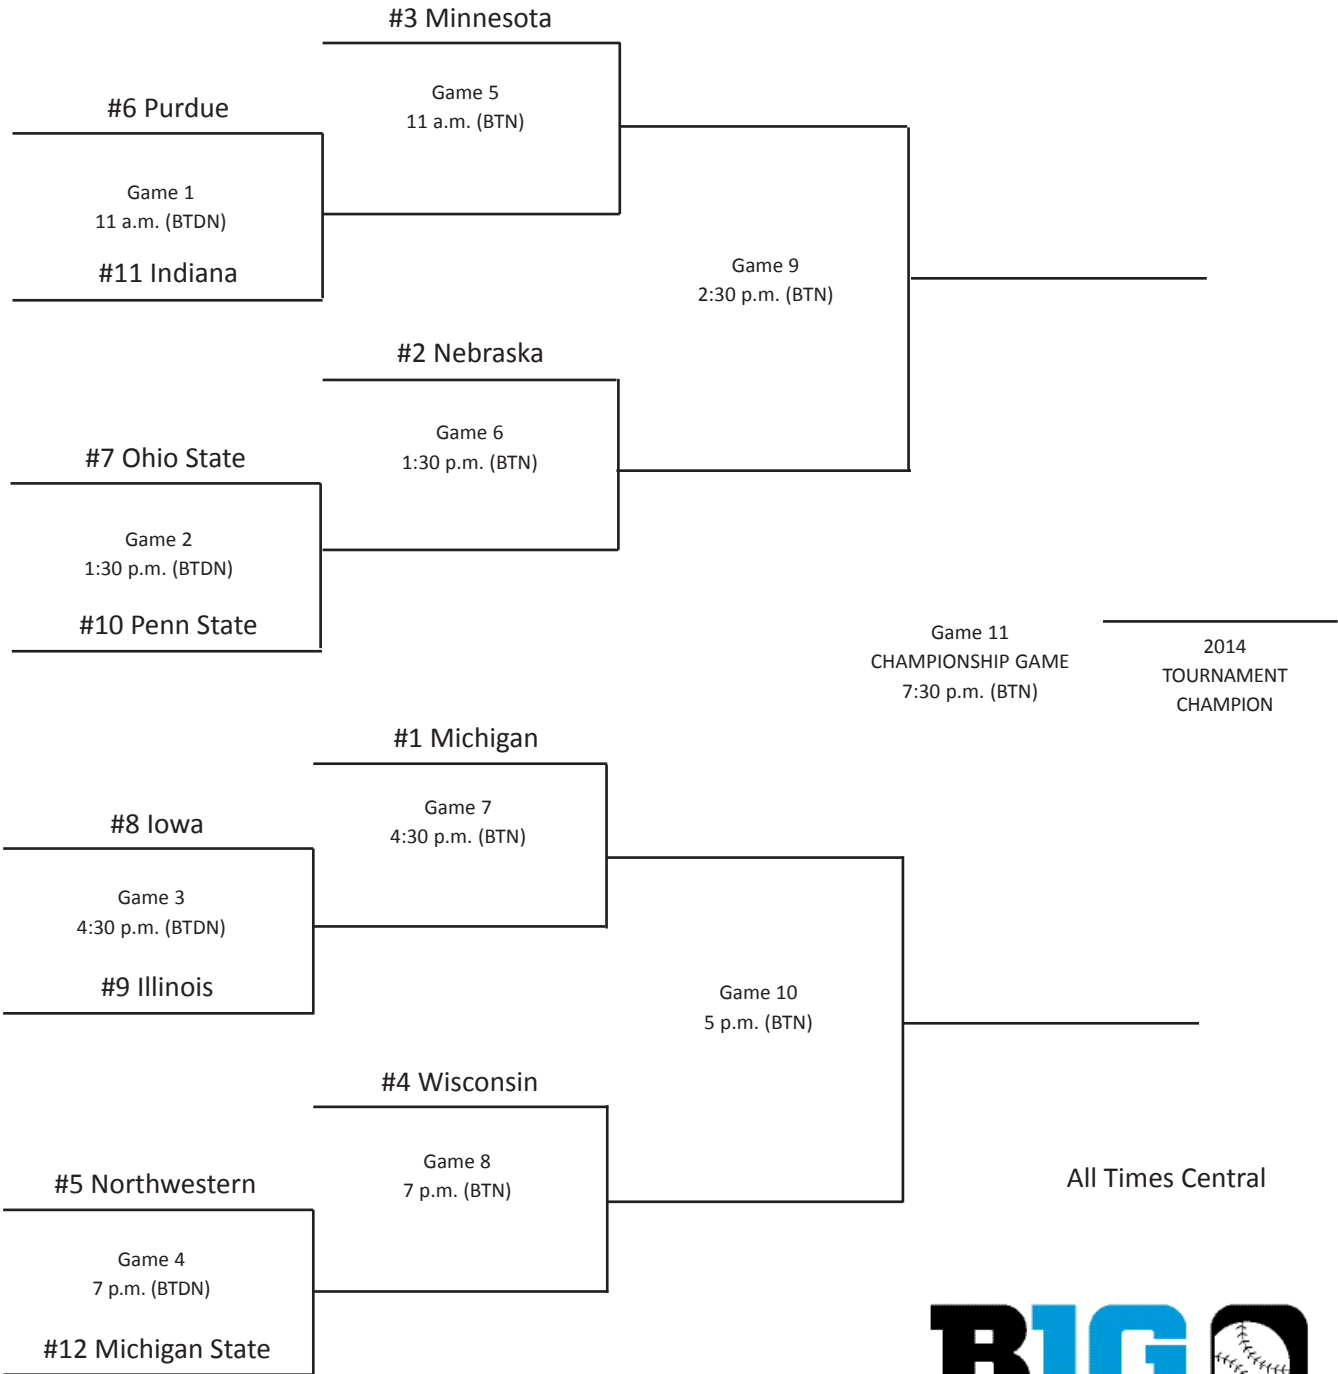 #3 Minnesota
Game 5
11 a.m. (BTN)
#6 Purdue
Game 1
11 a.m. (BTDN)
#11 Indiana
Game 9
2:30 p.m. (BTN)
#2 Nebraska
Game 6
1:30 p.m. (BTN)
#7 Ohio State
Game 2
1:30 p.m. (BTDN)
#10 Penn State
Game 11
CHAMPIONSHIP GAME
7:30 p.m. (BTN)
2014
TOURNAMENT
CHAMPION
#1 Michigan
Game 7
4:30 p.m. (BTN)
#8 Iowa
Game 3
4:30 p.m. (BTDN)
#9 Illinois
Game 10
5 p.m. (BTN)
#4 Wisconsin
Game 8
7 p.m. (BTN)
#5 Northwestern
All Times Central
Game 4
7 p.m. (BTDN)
#12 Michigan State
B1G